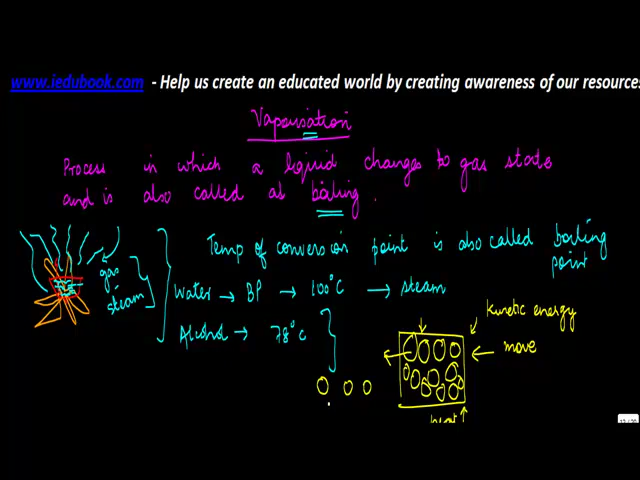 www.iedubook.com - Help us create an educated world by creating awareness of our resources
Vaporisation
Process in which a liquid changes to gas state
and is also called as boiling.
Temp of conversion point is also called boiling
point
gas
steam
Water → BP → 100°C → steam
Alcohol → 78°C
Kinetic energy
move
heat